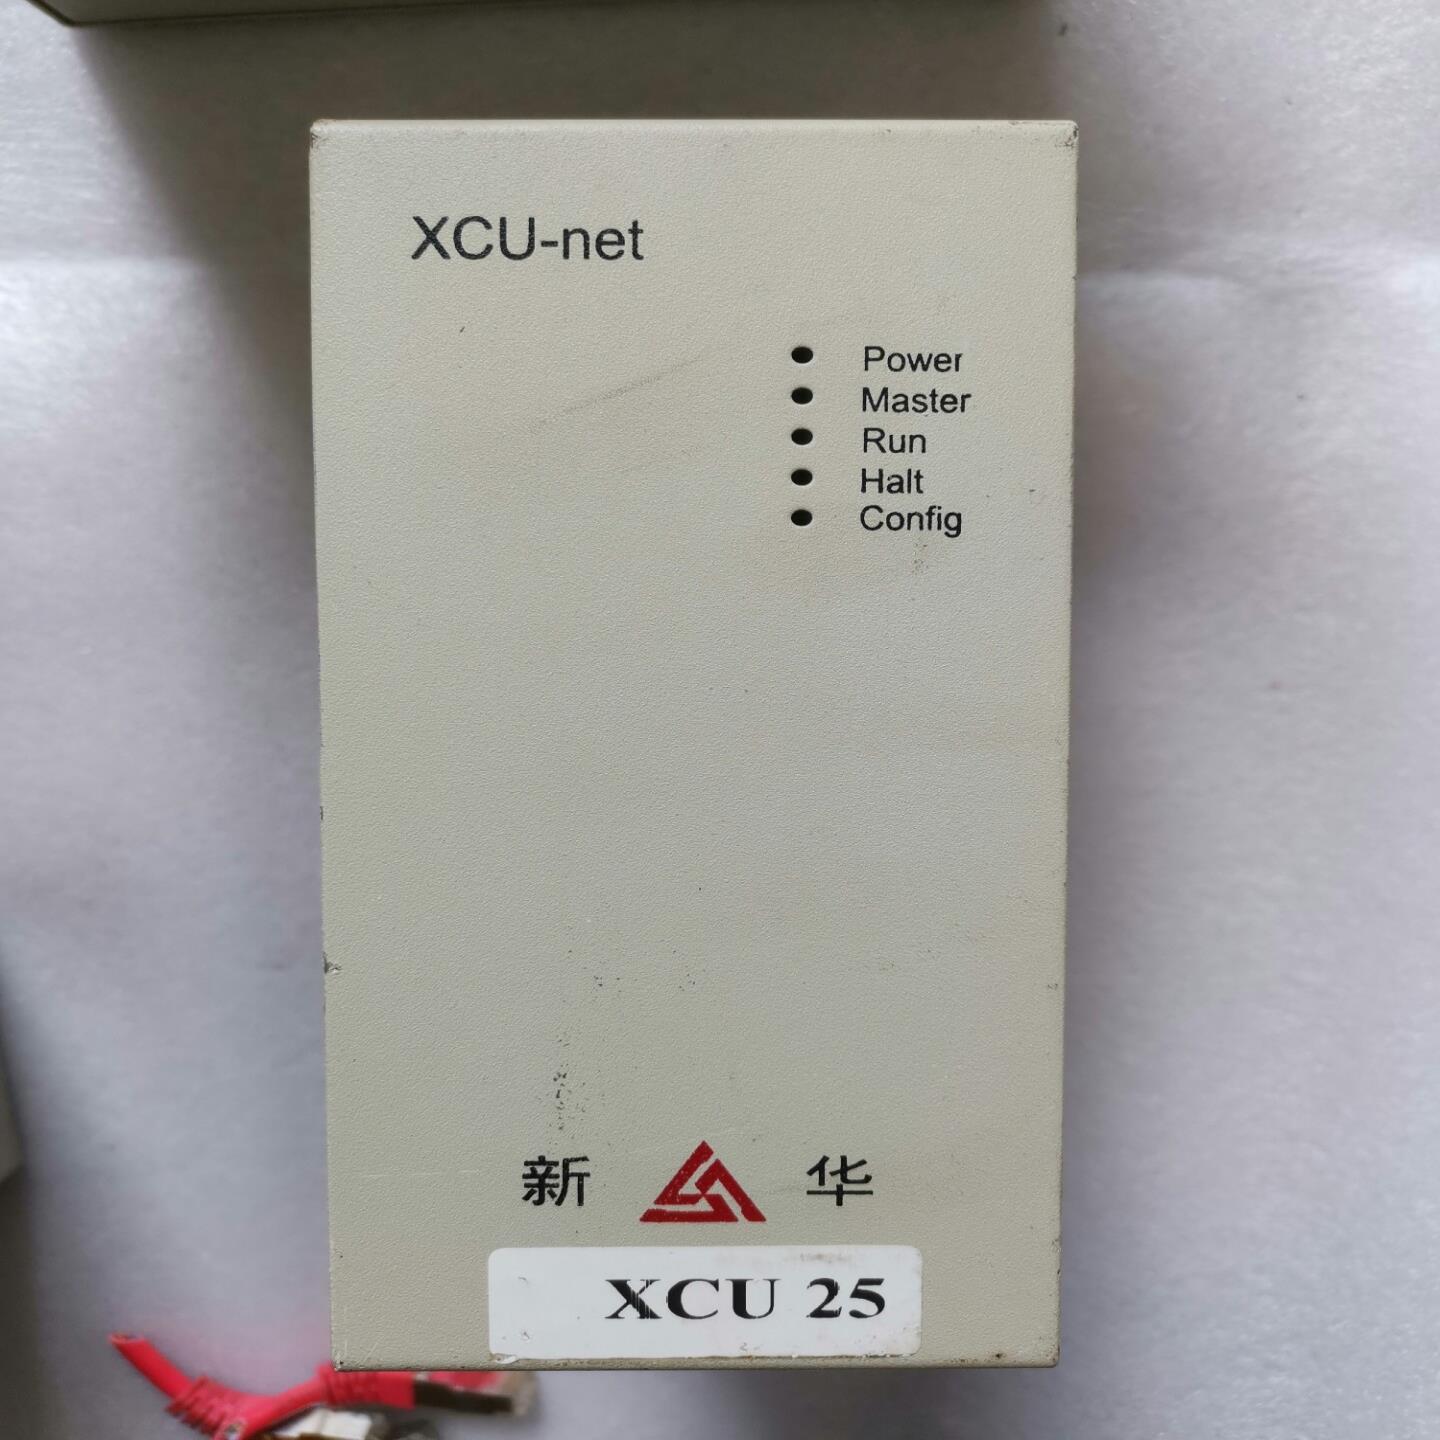 XCU-net
Power
Master
Run
Halt
Config
新 华
XCU 25